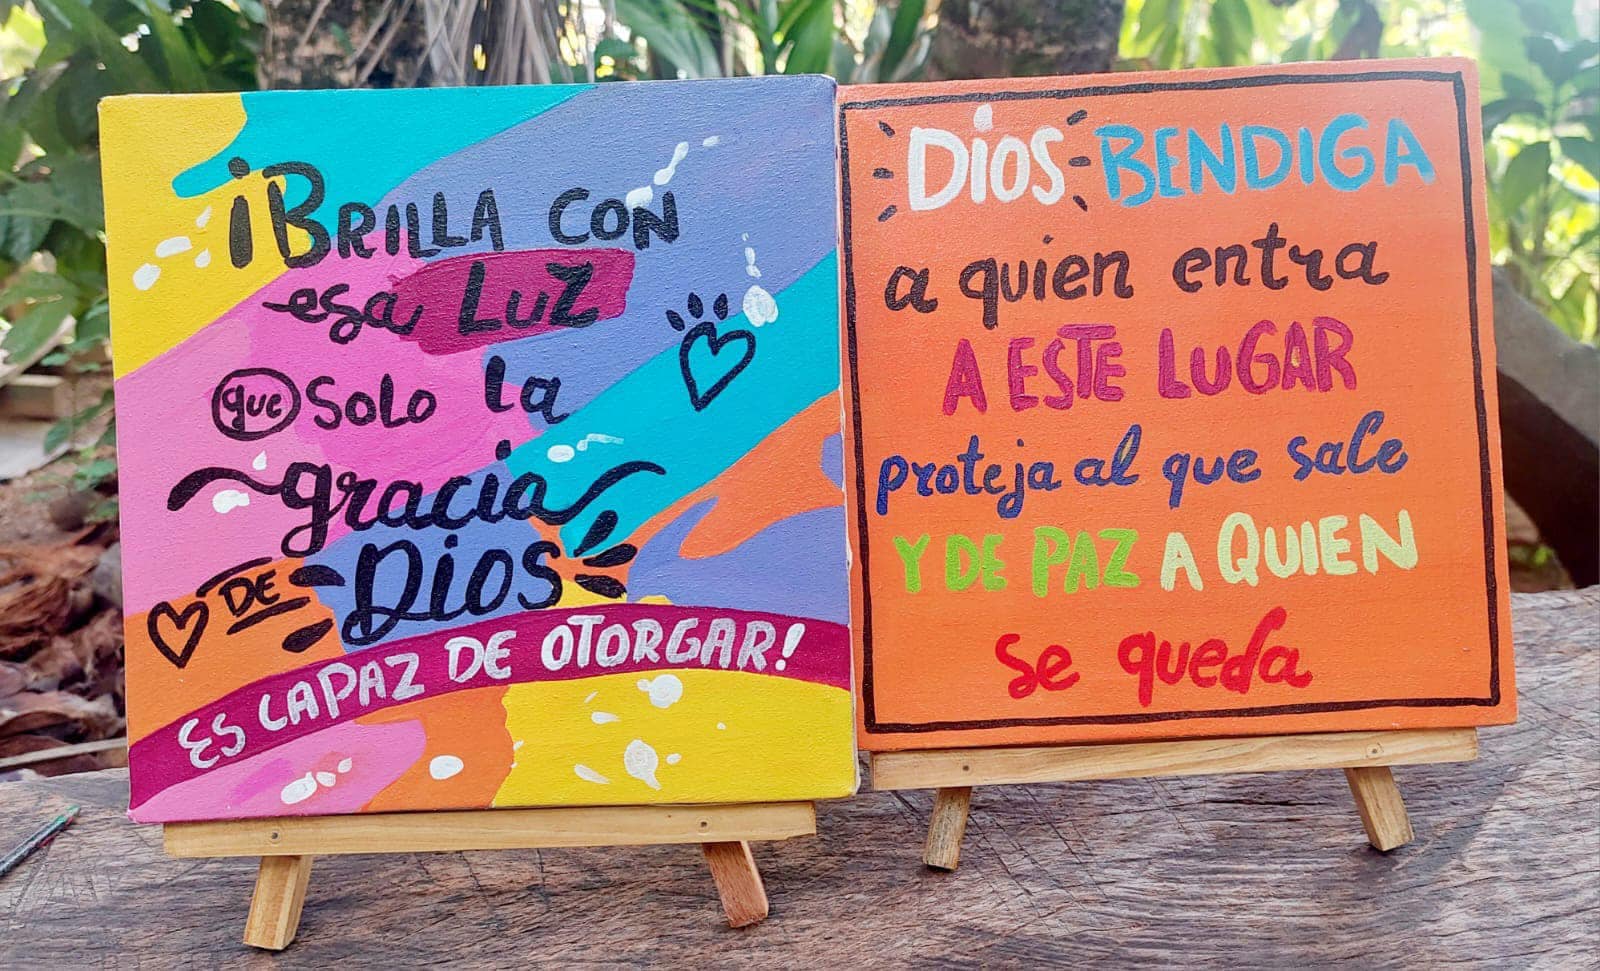 ¡BRILLA CON
esa LUZ
que SOLO la
gracia
DE DIOS
ES CAPAZ DE OTORGAR!
DIOS BENDIGA
a quien entra
A ESTE LUGAR
proteja al que sale
Y DE PAZ A QUIEN
se queda